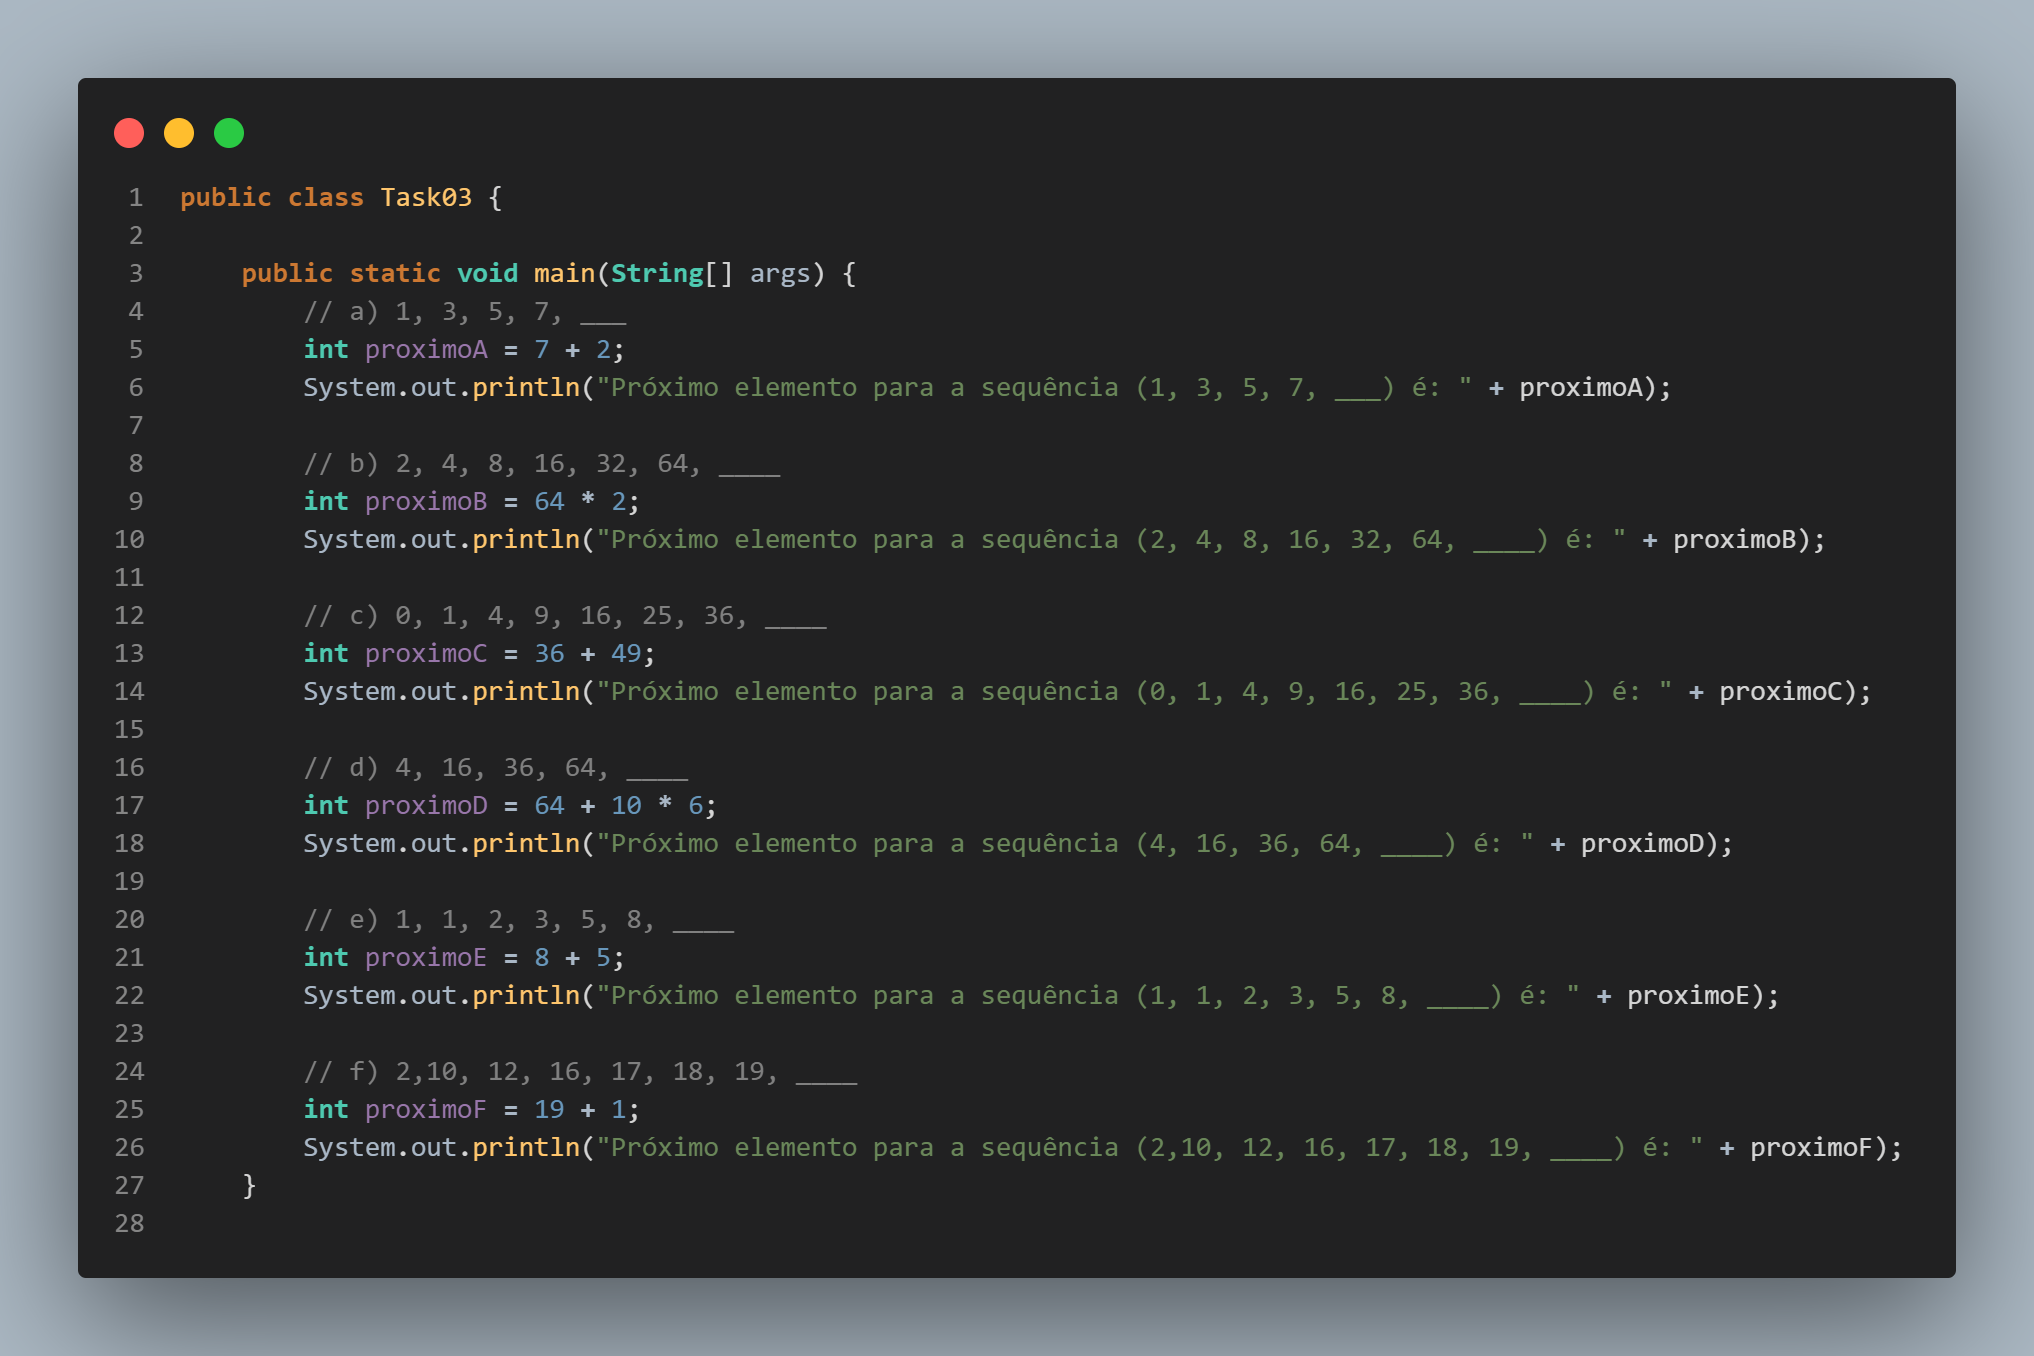 1 public class Task03 {
2
3     public static void main(String[] args) {
4         // a) 1, 3, 5, 7, ___
5         int proximoA = 7 + 2;
6         System.out.println("Próximo elemento para a sequência (1, 3, 5, 7, ___) é: " + proximoA);
7
8         // b) 2, 4, 8, 16, 32, 64, ____
9         int proximoB = 64 * 2;
10         System.out.println("Próximo elemento para a sequência (2, 4, 8, 16, 32, 64, ____) é: " + proximoB);
11
12         // c) 0, 1, 4, 9, 16, 25, 36, ____
13         int proximoC = 36 + 49;
14         System.out.println("Próximo elemento para a sequência (0, 1, 4, 9, 16, 25, 36, ____) é: " + proximoC);
15
16         // d) 4, 16, 36, 64, ____
17         int proximoD = 64 + 10 * 6;
18         System.out.println("Próximo elemento para a sequência (4, 16, 36, 64, ____) é: " + proximoD);
19
20         // e) 1, 1, 2, 3, 5, 8, ____
21         int proximoE = 8 + 5;
22         System.out.println("Próximo elemento para a sequência (1, 1, 2, 3, 5, 8, ____) é: " + proximoE);
23
24         // f) 2,10, 12, 16, 17, 18, 19, ____
25         int proximoF = 19 + 1;
26         System.out.println("Próximo elemento para a sequência (2,10, 12, 16, 17, 18, 19, ____) é: " + proximoF);
27     }
28